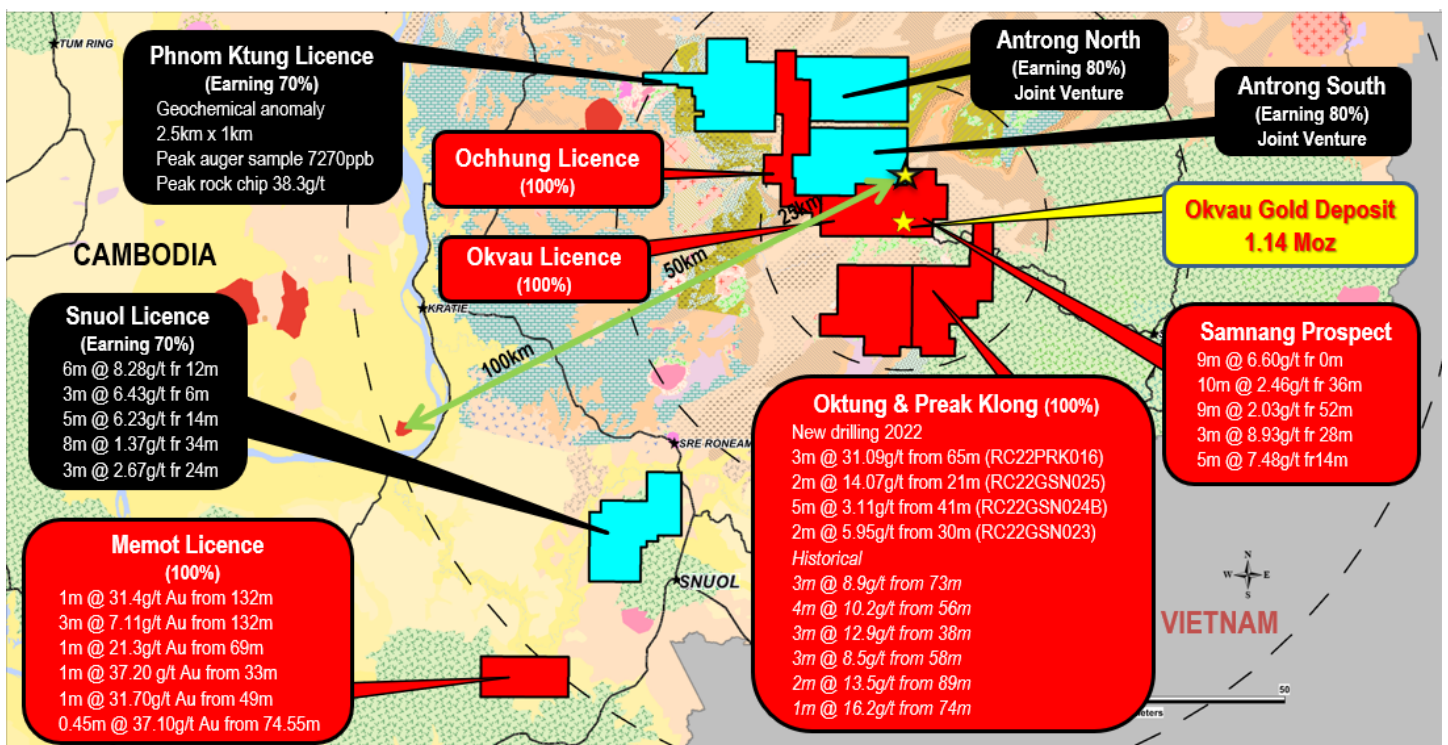 TUM RING
Phnom Ktung Licence
(Earning 70%)
Geochemical anomaly
2.5km x 1km
Peak auger sample 7270ppb
Peak rock chip 38.3g/t
Antrong North
(Earning 80%)
Joint Venture
Antrong South
(Earning 80%)
Joint Venture
Ochhung Licence
(100%)
Okvau Gold Deposit
1.14 Moz
25km
CAMBODIA
Okvau Licence
(100%)
50km
KRATIE
Snuol Licence
(Earning 70%)
6m @ 8.28g/t fr 12m
3m @ 6.43g/t fr 6m
5m @ 6.23g/t fr 14m
8m @ 1.37g/t fr 34m
3m @ 2.67g/t fr 24m
100km
Samnang Prospect
9m @ 6.60g/t fr 0m
10m @ 2.46g/t fr 36m
9m @ 2.03g/t fr 52m
3m @ 8.93g/t fr 28m
5m @ 7.48g/t fr14m
Oktung & Preak Klong (100%)
New drilling 2022
3m @ 31.09g/t from 65m (RC22PRK016)
2m @ 14.07g/t from 21m (RC22GSN025)
5m @ 3.11g/t from 41m (RC22GSN024B)
2m @ 5.95g/t from 30m (RC22GSN023)
Historical
3m @ 8.9g/t from 73m
4m @ 10.2g/t from 56m
3m @ 12.9g/t from 38m
3m @ 8.5g/t from 58m
2m @ 13.5g/t from 89m
1m @ 16.2g/t from 74m
SRE RONEAM
Memot Licence
(100%)
1m @ 31.4g/t Au from 132m
3m @ 7.11g/t Au from 132m
1m @ 21.3g/t Au from 69m
1m @ 37.20 g/t Au from 33m
1m @ 31.70g/t Au from 49m
0.45m @ 37.10g/t Au from 74.55m
SNUOL
N
W E
S
VIETNAM
50
meters